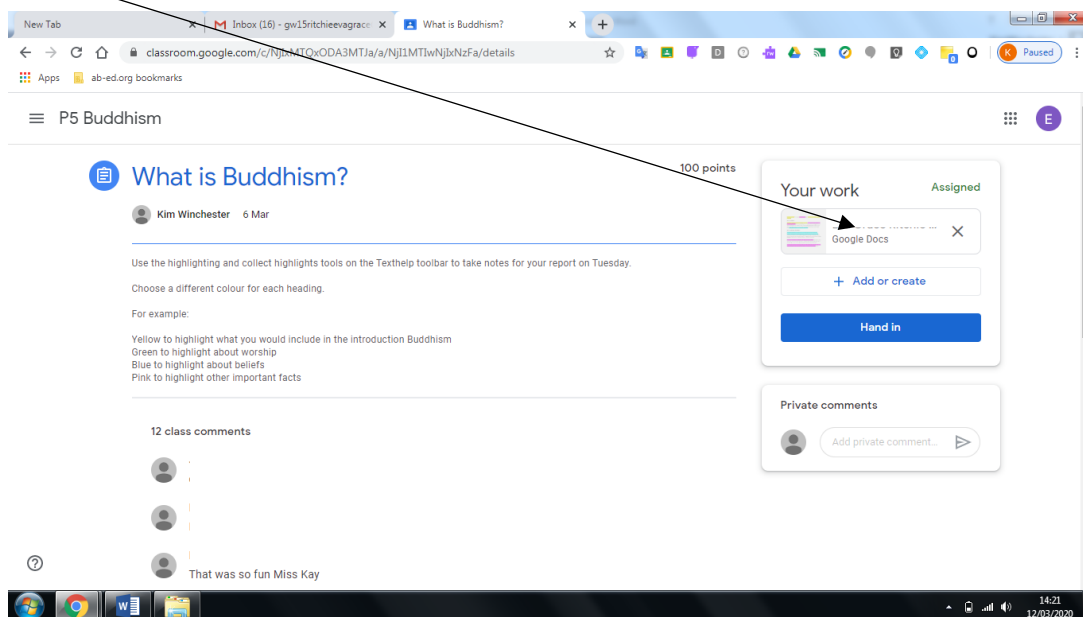 New Tab
Inbox (16) - gw15ritchieevagrace
What is Buddhism?
classroom.google.com/c/NjIxMTQxODA3MTJa/a/NjI1MTIwNjIxNzFa/details
Paused
Apps
ab-ed.org bookmarks
P5 Buddhism
E
What is Buddhism?
100 points
Kim Winchester 6 Mar
Use the highlighting and collect highlights tools on the Texthelp toolbar to take notes for your report on Tuesday.
Choose a different colour for each heading.
For example:
Yellow to highlight what you would include in the introduction Buddhism
Green to highlight about worship
Blue to highlight about beliefs
Pink to highlight other important facts
12 class comments
That was so fun Miss Kay
Your work
Assigned
Google Docs
+ Add or create
Hand in
Private comments
Add private comment...
14:21
12/03/2020